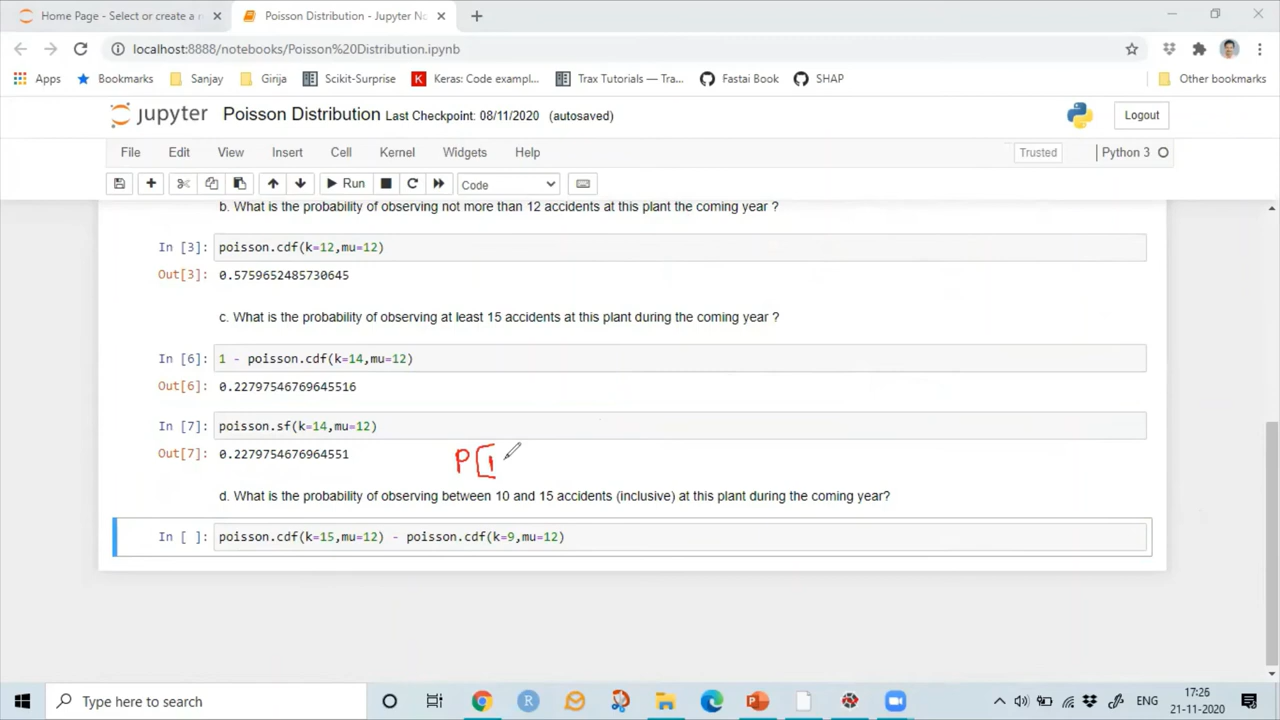 Home Page - Select or create a n
Poisson Distribution - Jupyter No
localhost:8888/notebooks/Poisson%20Distribution.ipynb
Apps Bookmarks Sanjay Girija Scikit-Surprise Keras: Code exampl... Trax Tutorials — Tra... Fastai Book SHAP Other bookmarks
jupyter Poisson Distribution Last Checkpoint: 08/11/2020 (autosaved) Logout
File Edit View Insert Cell Kernel Widgets Help Trusted Python 3
Run Code
b. What is the probability of observing not more than 12 accidents at this plant the coming year ?
In [3]: poisson.cdf(k=12,mu=12)
Out[3]: 0.5759652485730645
c. What is the probability of observing at least 15 accidents at this plant during the coming year ?
In [6]: 1 - poisson.cdf(k=14,mu=12)
Out[6]: 0.22797546769645516
In [7]: poisson.sf(k=14,mu=12)
Out[7]: 0.2279754676964551
P[1
d. What is the probability of observing between 10 and 15 accidents (inclusive) at this plant during the coming year?
In [ ]: poisson.cdf(k=15,mu=12) - poisson.cdf(k=9,mu=12)
Type here to search
ENG
17:26
21-11-2020